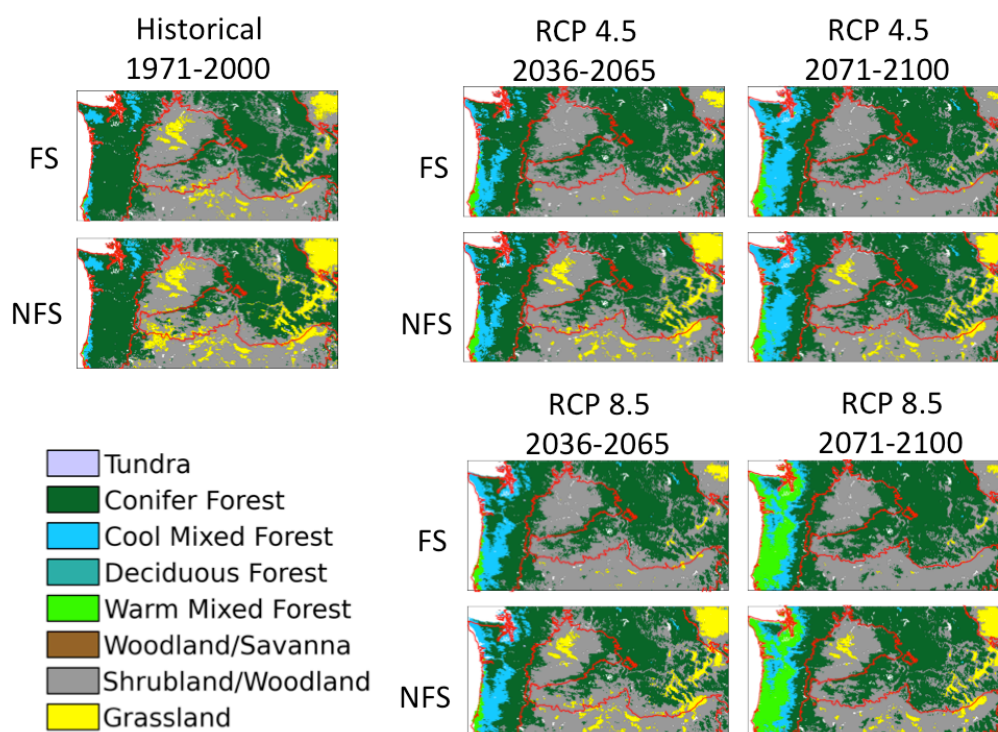 Historical
1971-2000
RCP 4.5
2036-2065
RCP 4.5
2071-2100
FS
FS
NFS
NFS
RCP 8.5
2036-2065
RCP 8.5
2071-2100
FS
NFS
Tundra
Conifer Forest
Cool Mixed Forest
Deciduous Forest
Warm Mixed Forest
Woodland/Savanna
Shrubland/Woodland
Grassland